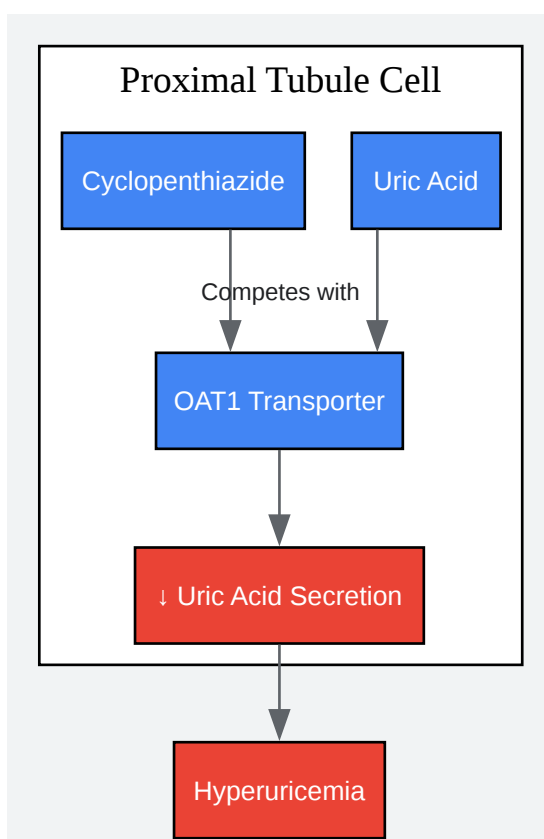 Proximal Tubule Cell
Cyclopenthiazide
Uric Acid
Competes with
OAT1 Transporter
↓ Uric Acid Secretion
Hyperuricemia